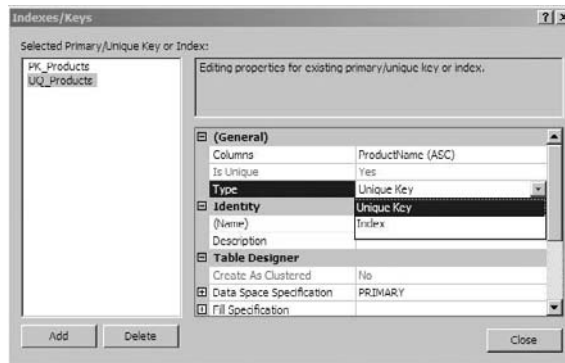 Indexes/Keys
Selected Primary/Unique Key or Index:
PK_Products
UQ_Products
Editing properties for existing primary/unique key or index.
(General)
Columns ProductName (ASC)
Is Unique Yes
Type Unique Key
Unique Key
Index
Identity
(Name)
Description
Table Designer
Create As Clustered No
Data Space Specification PRIMARY
Fill Specification
Add Delete
Close